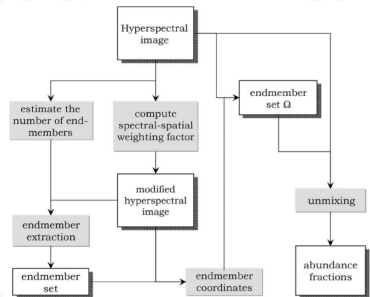 Hyperspectral
image
estimate the
number of end-
members
compute
spectral-spatial
weighting factor
endmember
set Ω
modified
hyperspectral
image
unmixing
endmember
extraction
endmember
set
endmember
coordinates
abundance
fractions